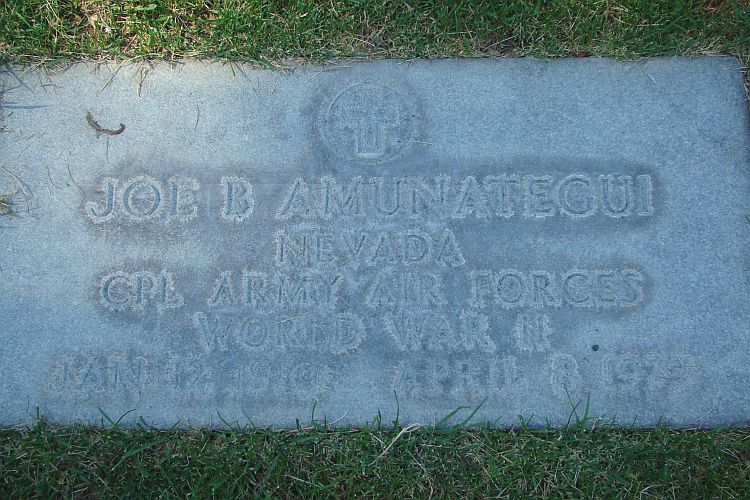 JOE B AMUNATEGUI
NEVADA
CPL ARMY AIR FORCES
WORLD WAR II
JAN 12 APRIL 8